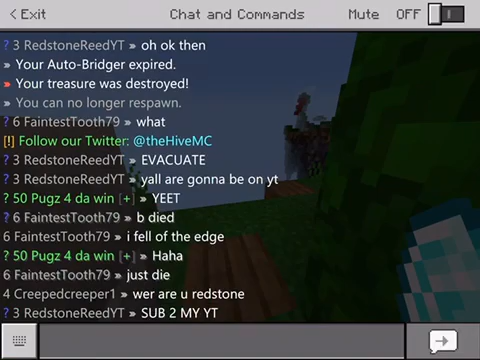 < Exit Chat and Commands Mute OFF
? 3 RedstoneReedYT » oh ok then
» Your Auto-Bridger expired.
» Your treasure was destroyed!
» You can no longer respawn.
? 6 FaintestTooth79 » what
[!] Follow our Twitter: @theHiveMC
? 3 RedstoneReedYT » EVACUATE
? 3 RedstoneReedYT » yall are gonna be on yt
? 50 Pugz 4 da win [+] » YEET
? 6 FaintestTooth79 » b died
6 FaintestTooth79 » i fell of the edge
? 50 Pugz 4 da win [+] » Haha
6 FaintestTooth79 » just die
4 Creepedcreeper1 » wer are u redstone
? 3 RedstoneReedYT » SUB 2 MY YT